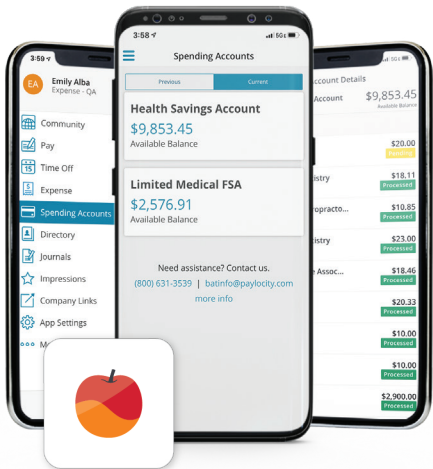 3:59
EA
Emily Alba
Expense - QA
Community
Pay
15
Time Off
$
Expense
Spending Accounts
Directory
Journals
Impressions
Company Links
App Settings
3:58
5G
Spending Accounts
Previous
Current
Health Savings Account
$9,853.45
Available Balance
Limited Medical FSA
$2,576.91
Available Balance
Need assistance? Contact us.
(800) 631-3539 | batinfo@paylocity.com
more info
ccount Details
Account
$9,853.45
Available Balance
$20.00
Pending
istry
$18.11
Processed
ropracto...
$10.85
Processed
istry
$23.00
Processed
e Assoc...
$18.46
Processed
$20.33
Processed
$10.00
Processed
$10.00
Processed
$2,900.00
Processed